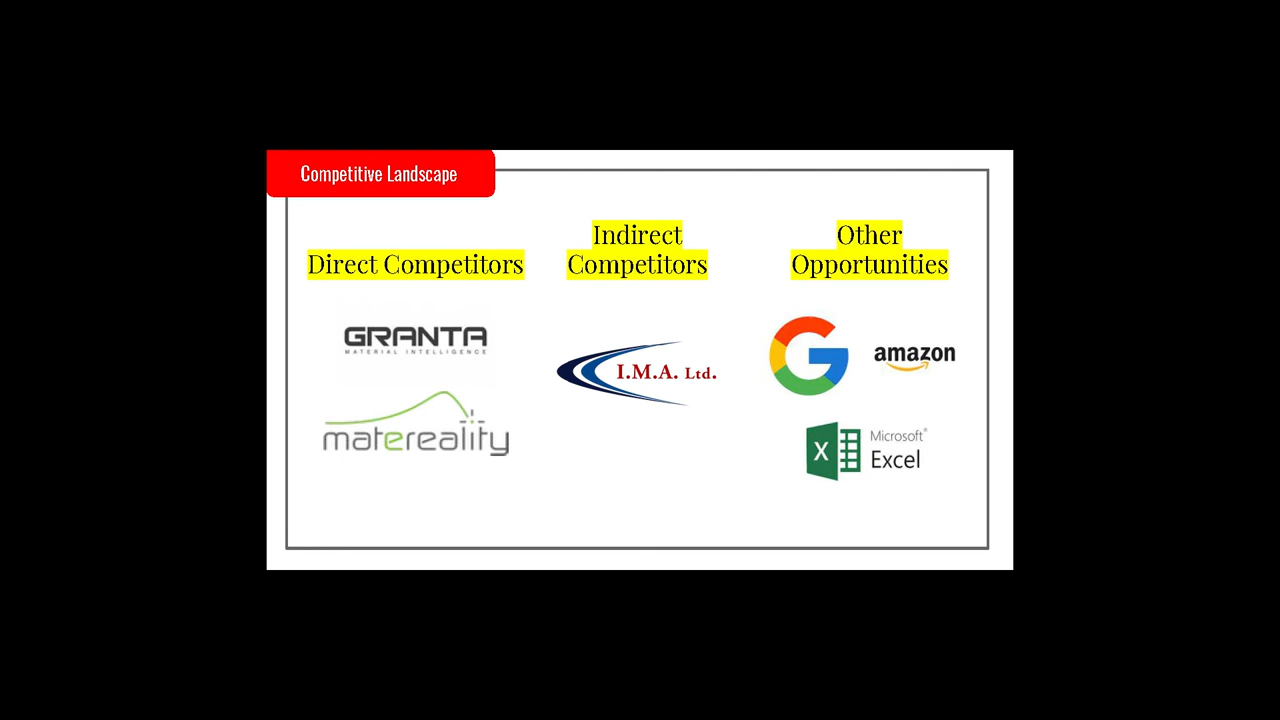 Competitive Landscape
Direct Competitors
Indirect
Competitors
Other
Opportunities
GRANTA
MATERIAL INTELLIGENCE
matereality
I.M.A. Ltd.
G
amazon
X
Microsoft®
Excel